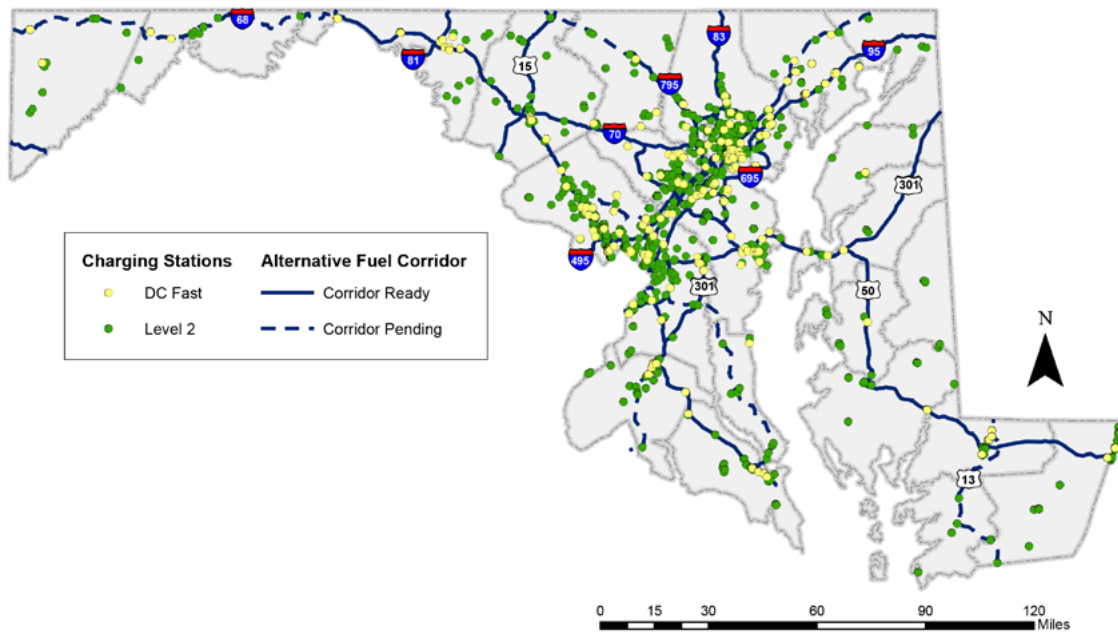 68
83
95
81
15
795
70
695
301
Charging Stations
Alternative Fuel Corridor
DC Fast
Corridor Ready
Level 2
Corridor Pending
495
301
50
N
13
0 15 30 60 90 120
Miles